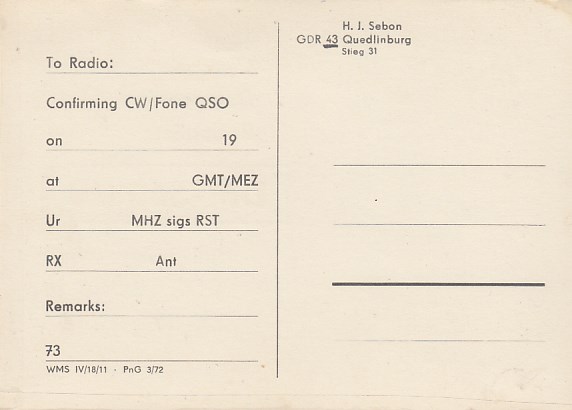 To Radio:
Confirming CW/Fone QSO
on 19
at GMT/MEZ
Ur MHZ sigs RST
RX Ant
Remarks:
73
WMS IV/18/11 · PnG 3/72
H. J. Sebon
GDR 43 Quedlinburg
Stieg 31